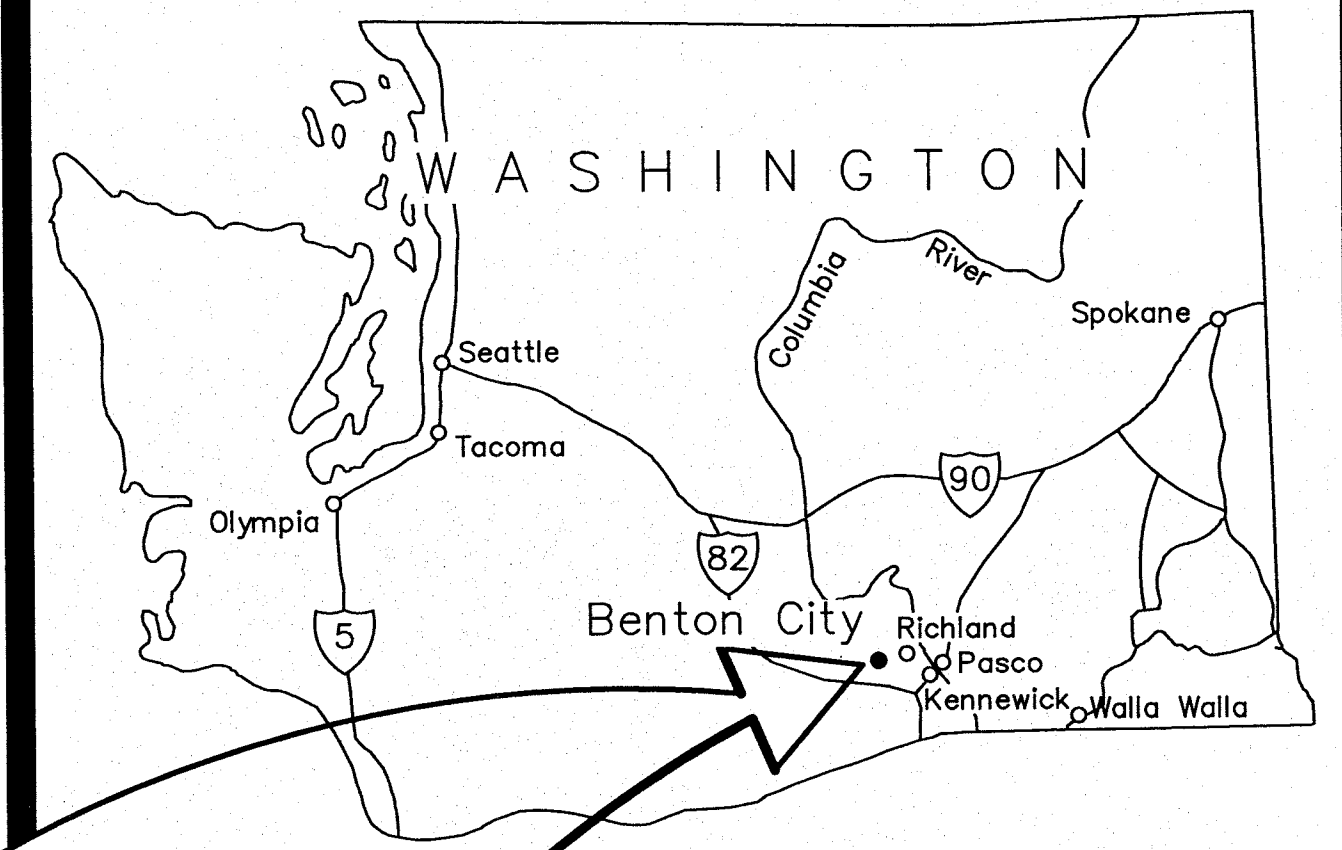 WASHINGTON
Columbia
River
Spokane
Seattle
Tacoma
90
Olympia
82
5
Benton City
Richland
Pasco
Kennewick
Walla Walla